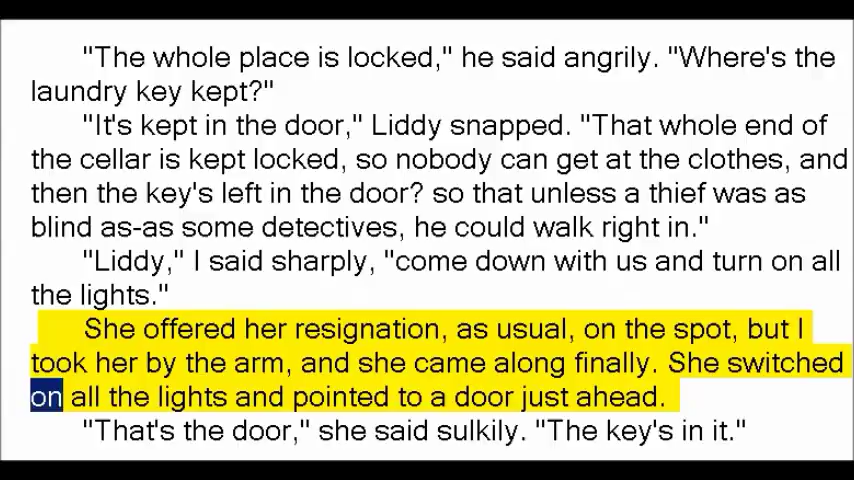 "The whole place is locked," he said angrily. "Where's the
laundry key kept?"
"It's kept in the door," Liddy snapped. "That whole end of
the cellar is kept locked, so nobody can get at the clothes, and
then the key's left in the door? so that unless a thief was as
blind as-as some detectives, he could walk right in."
"Liddy," I said sharply, "come down with us and turn on all
the lights."
She offered her resignation, as usual, on the spot, but I
took her by the arm, and she came along finally. She switched
on all the lights and pointed to a door just ahead.
"That's the door," she said sulkily. "The key's in it."